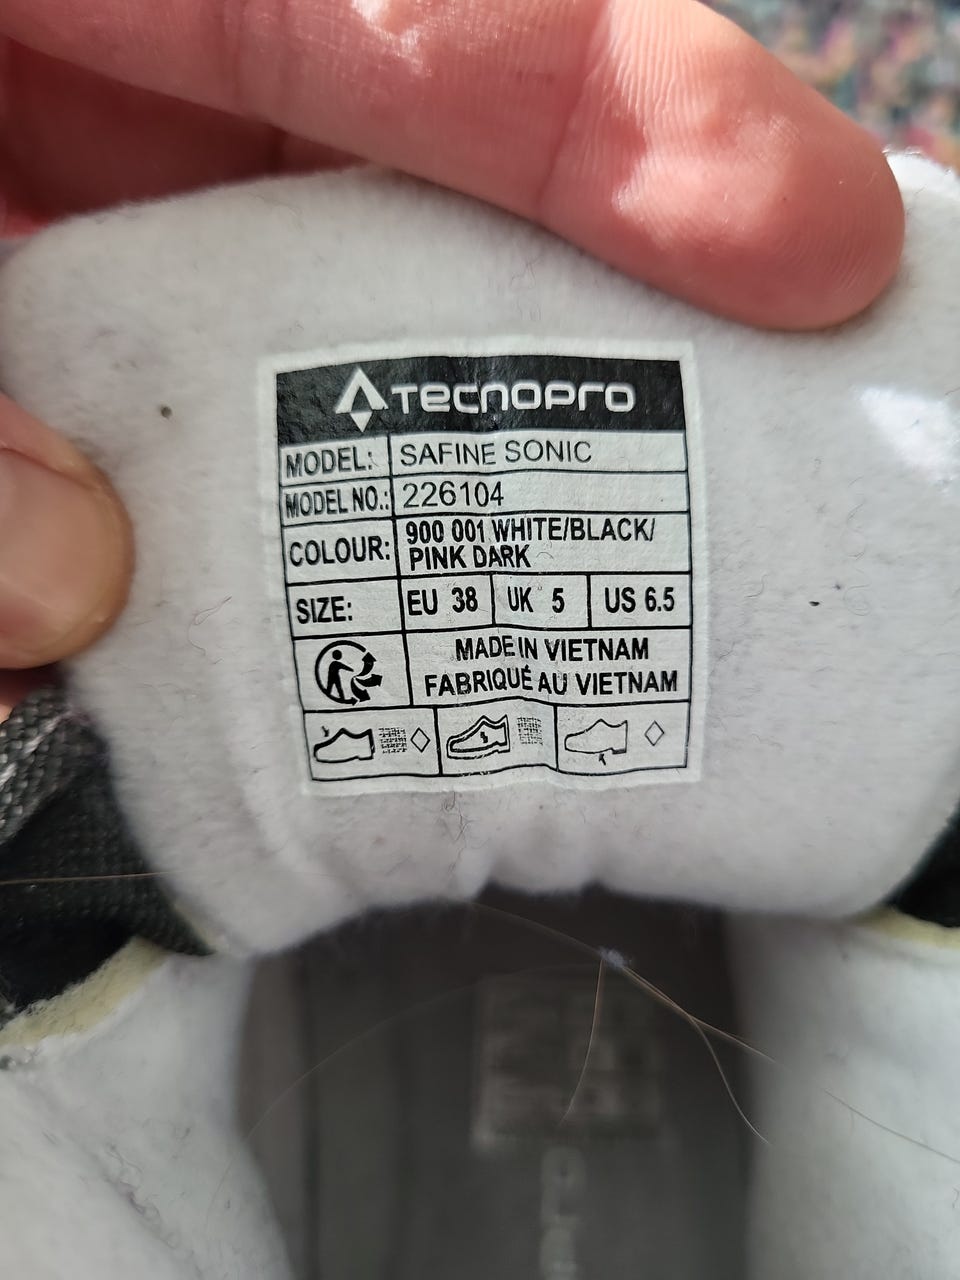 TECNOPRO
MODEL: SAFINE SONIC
MODEL NO.: 226104
COLOUR: 900 001 WHITE/BLACK/
PINK DARK
SIZE: EU 38 UK 5 US 6.5
MADE IN VIETNAM
FABRIQUÉ AU VIETNAM